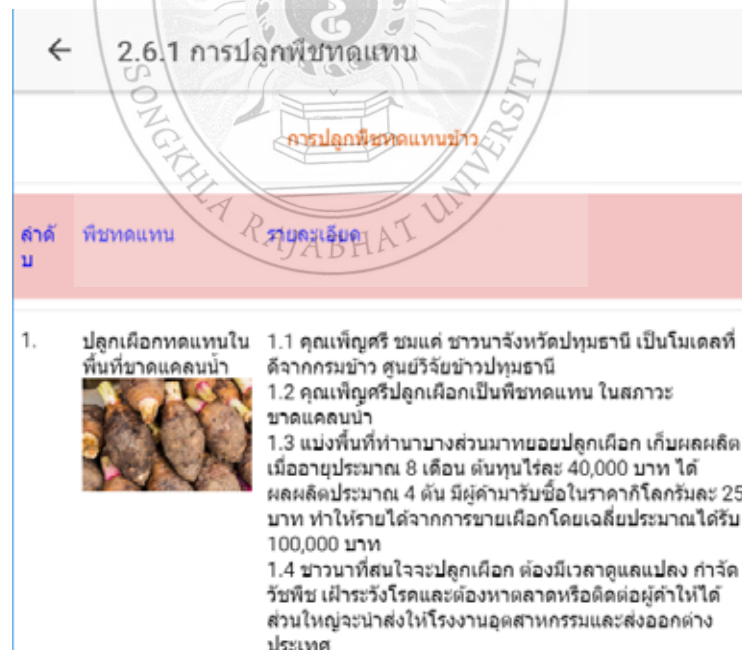 ← 2.6.1 การปลูกพืชทดแทน
SONGKHLA RAJABHAT UNIVERSITY
การปลูกพืชทดแทนข้าว
ลำดั
บ
พืชทดแทน
รายละเอียด
1.
ปลูกเผือกทดแทนใน
พื้นที่ขาดแคลนน้ำ
1.1 คุณเพ็ญศรี ชมแค่ ชาวนาจังหวัดปทุมธานี เป็นโมเดลที่
ดีจากกรมข้าว ศูนย์วิจัยข้าวปทุมธานี
1.2 คุณเพ็ญศรีปลูกเผือกเป็นพืชทดแทน ในสภาวะ
ขาดแคลนน้ำ
1.3 แบ่งพื้นที่ทำนาบางส่วนมาทยอยปลูกเผือก เก็บผลผลิต
เมื่ออายุประมาณ 8 เดือน ต้นทุนไร่ละ 40,000 บาท ได้
ผลผลิตประมาณ 4 ตัน มีผู้ค้ามารับซื้อในราคากิโลกรัมละ 25
บาท ทำให้รายได้จากการขายเผือกโดยเฉลี่ยประมาณได้รับ
100,000 บาท
1.4 ชาวนาที่สนใจจะปลูกเผือก ต้องมีเวลาดูแลแปลง กำจัด
วัชพืช เฝ้าระวังโรคและต้องหาตลาดหรือติดต่อผู้ค้าให้ได้
ส่วนใหญ่จะนำส่งให้โรงงานอุตสาหกรรมและส่งออกต่าง
ประเทศ